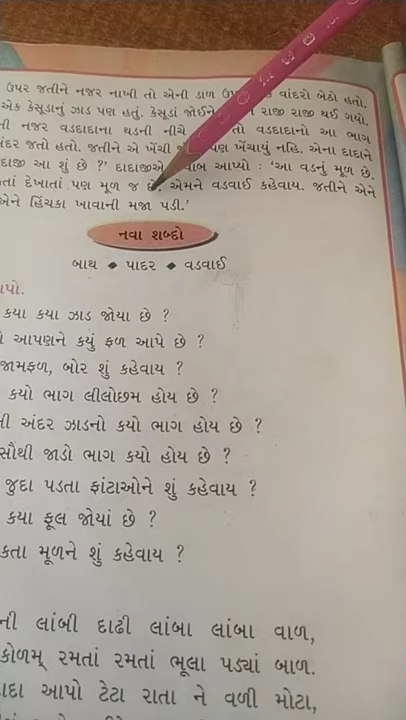 ઉપર જતીને નજર નાખી તો એની ડાળ ઉપ વાંદરો બેઠો હતો.
એક કેસૂડાનું ઝાડ પણ હતું. કેસૂડાં જોઈને રાજી રાજી થઈ ગયો.
ની નજર વડદાદાના થડની નીચે તો વડદાદાનો આ ભાગ
અંદર જતો હતો. જતીને એ ખેંચી પણ ખેંચાયું નહિ. એના દાદાને
દાજી આ શું છે ?' દાદાજીએ વાબ આપ્યો : 'આ વડનું મૂળ છે.
કતાં દેખાતાં પણ મૂળ જ છે. એમને વડવાઈ કહેવાય. જતીને એને
એને હિંચકા ખાવાની મજા પડી.'
નવા શબ્દો
બાથ ◆ પાદર ◆ વડવાઈ
આપો.
કયા કયા ઝાડ જોયા છે ?
આપણને કયું ફળ આપે છે ?
જામફળ, બોર શું કહેવાય ?
કયો ભાગ લીલોછમ હોય છે ?
ની અંદર ઝાડનો કયો ભાગ હોય છે ?
સૌથી જાડો ભાગ કયો હોય છે ?
જુદા પડતા ફાંટાઓને શું કહેવાય ?
કયા ફૂલ જોયાં છે ?
કતા મૂળને શું કહેવાય ?
ની લાંબી દાઢી લાંબા લાંબા વાળ,
કોળમ્ રમતાં રમતાં ભૂલા પડ્યાં બાળ.
દાદા આપો ટેટા રાતા ને વળી મોટા,